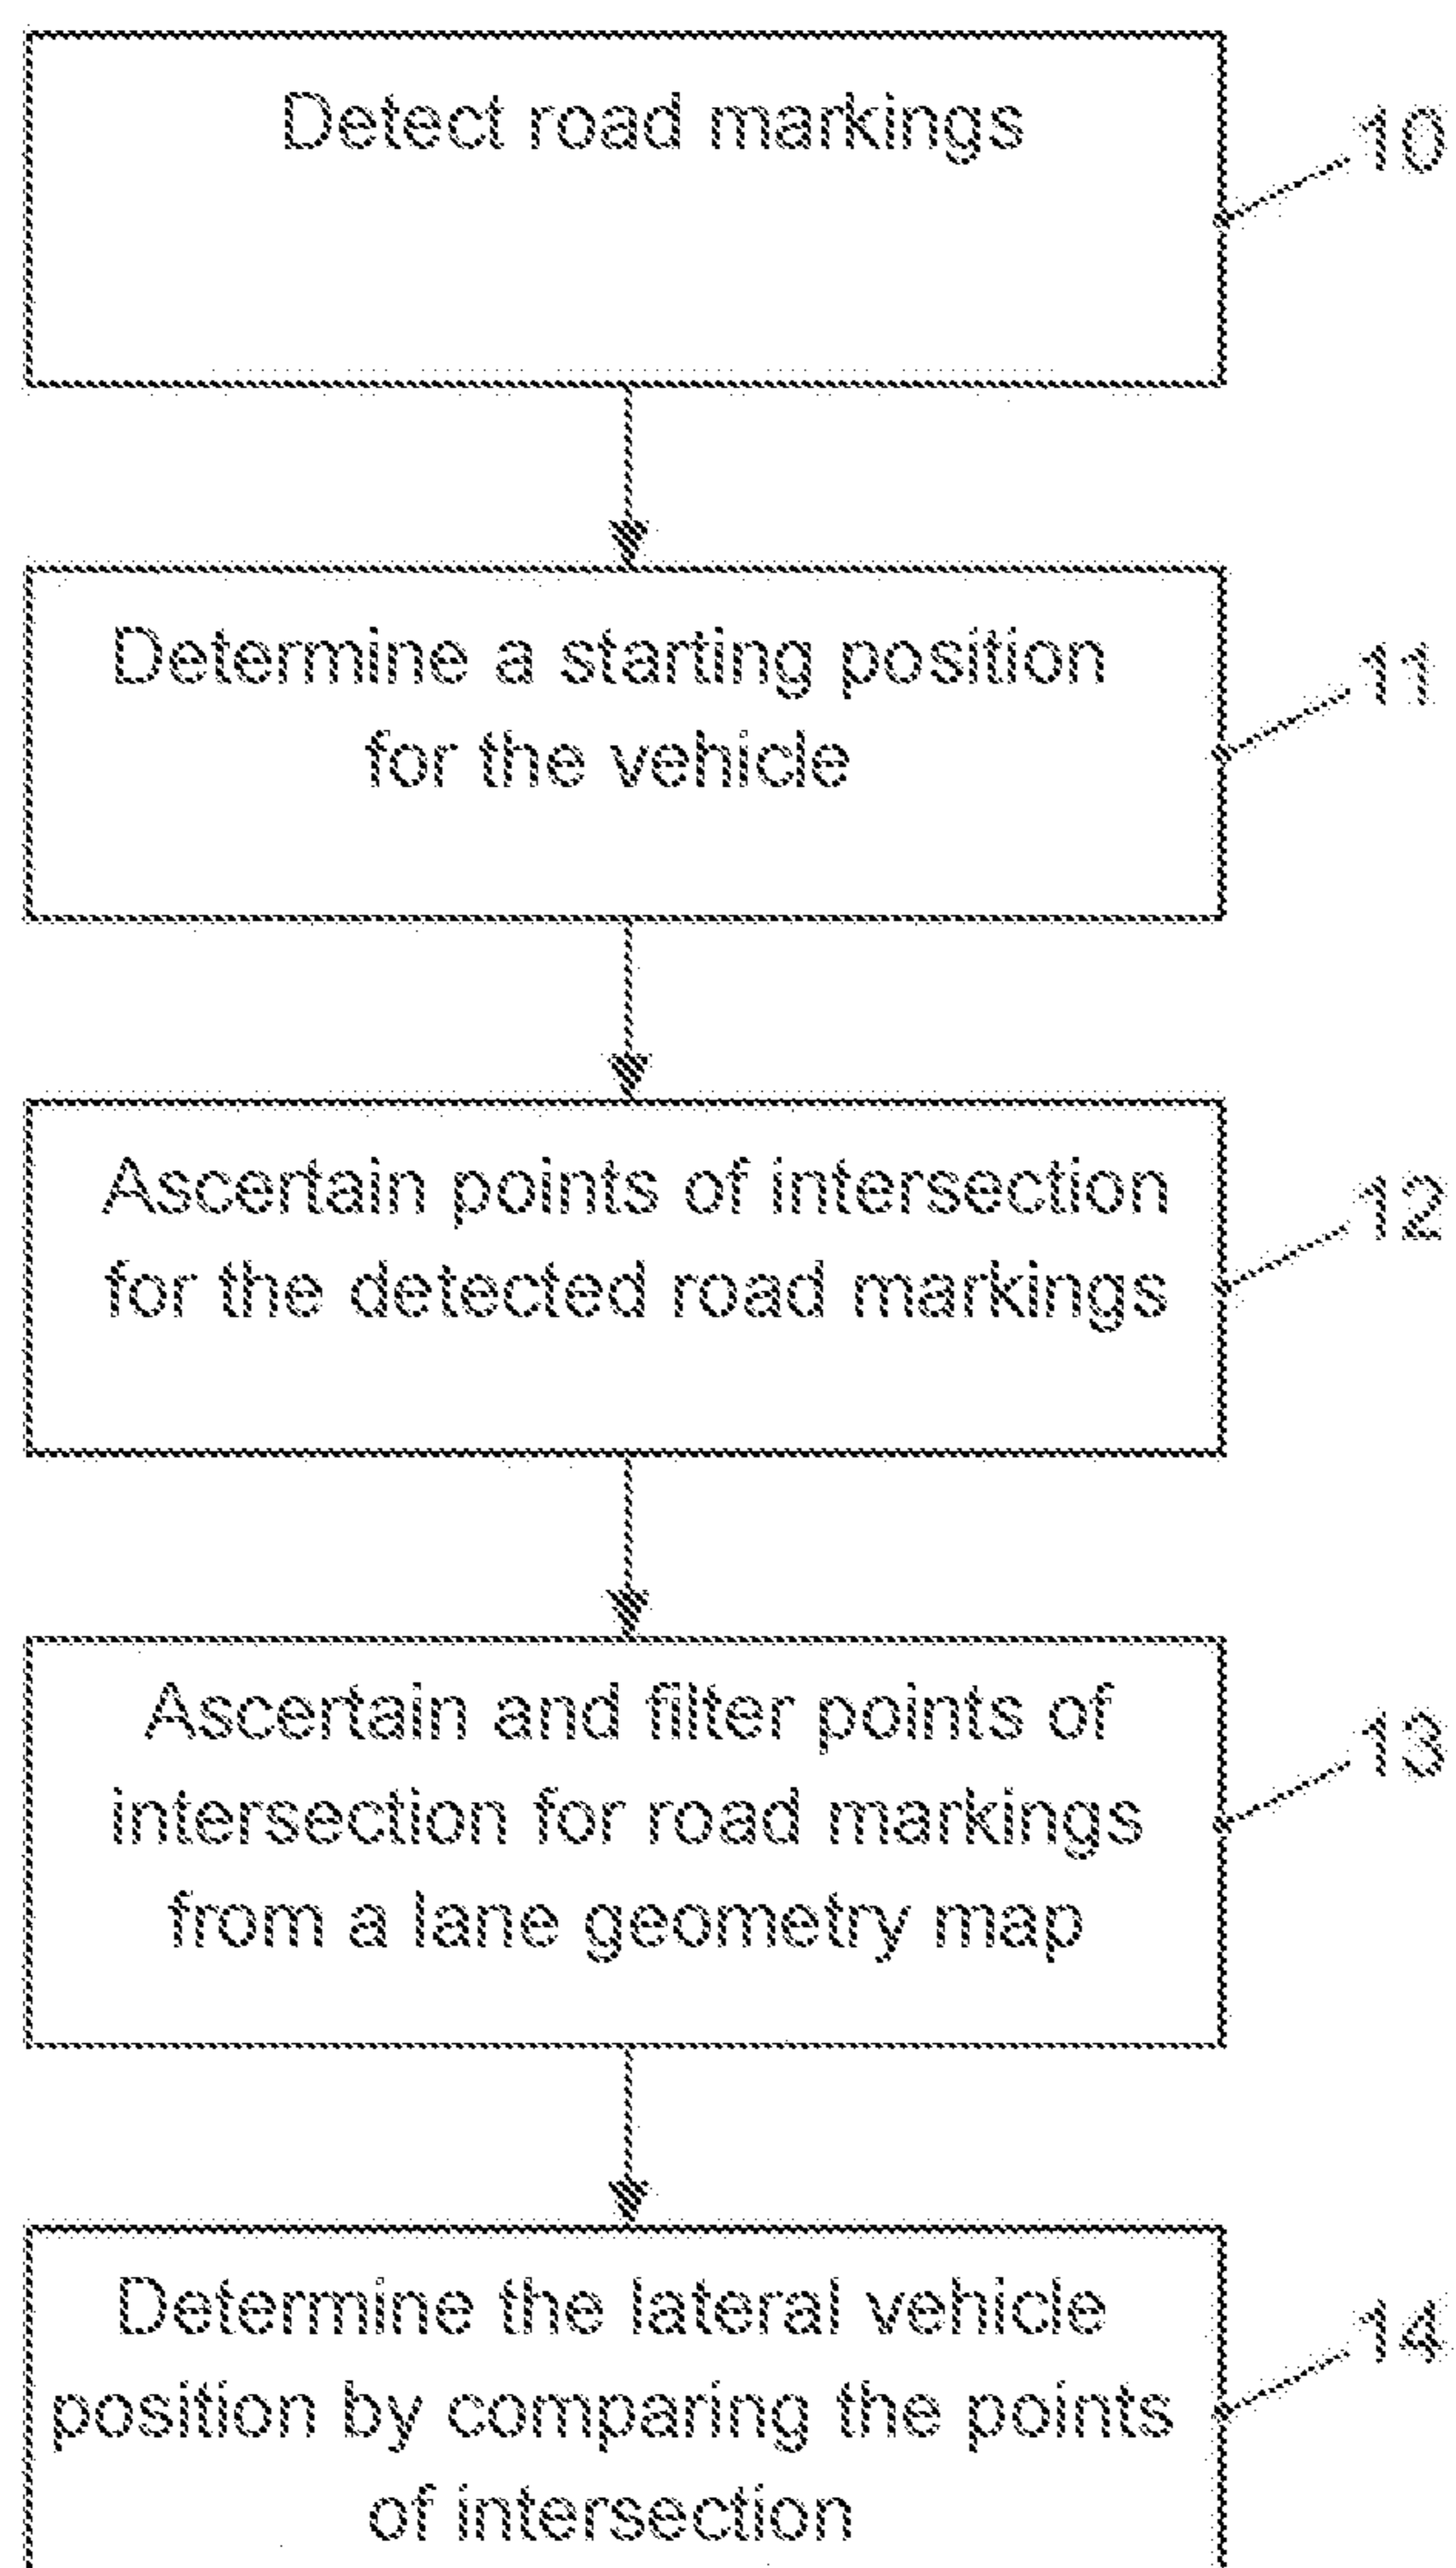 Detect road markings
10
Determine a starting position
for the vehicle
11
Ascertain points of intersection
for the detected road markings
12
Ascertain and filter points of
intersection for road markings
from a lane geometry map
13
Determine the lateral vehicle
position by comparing the points
of intersection
14